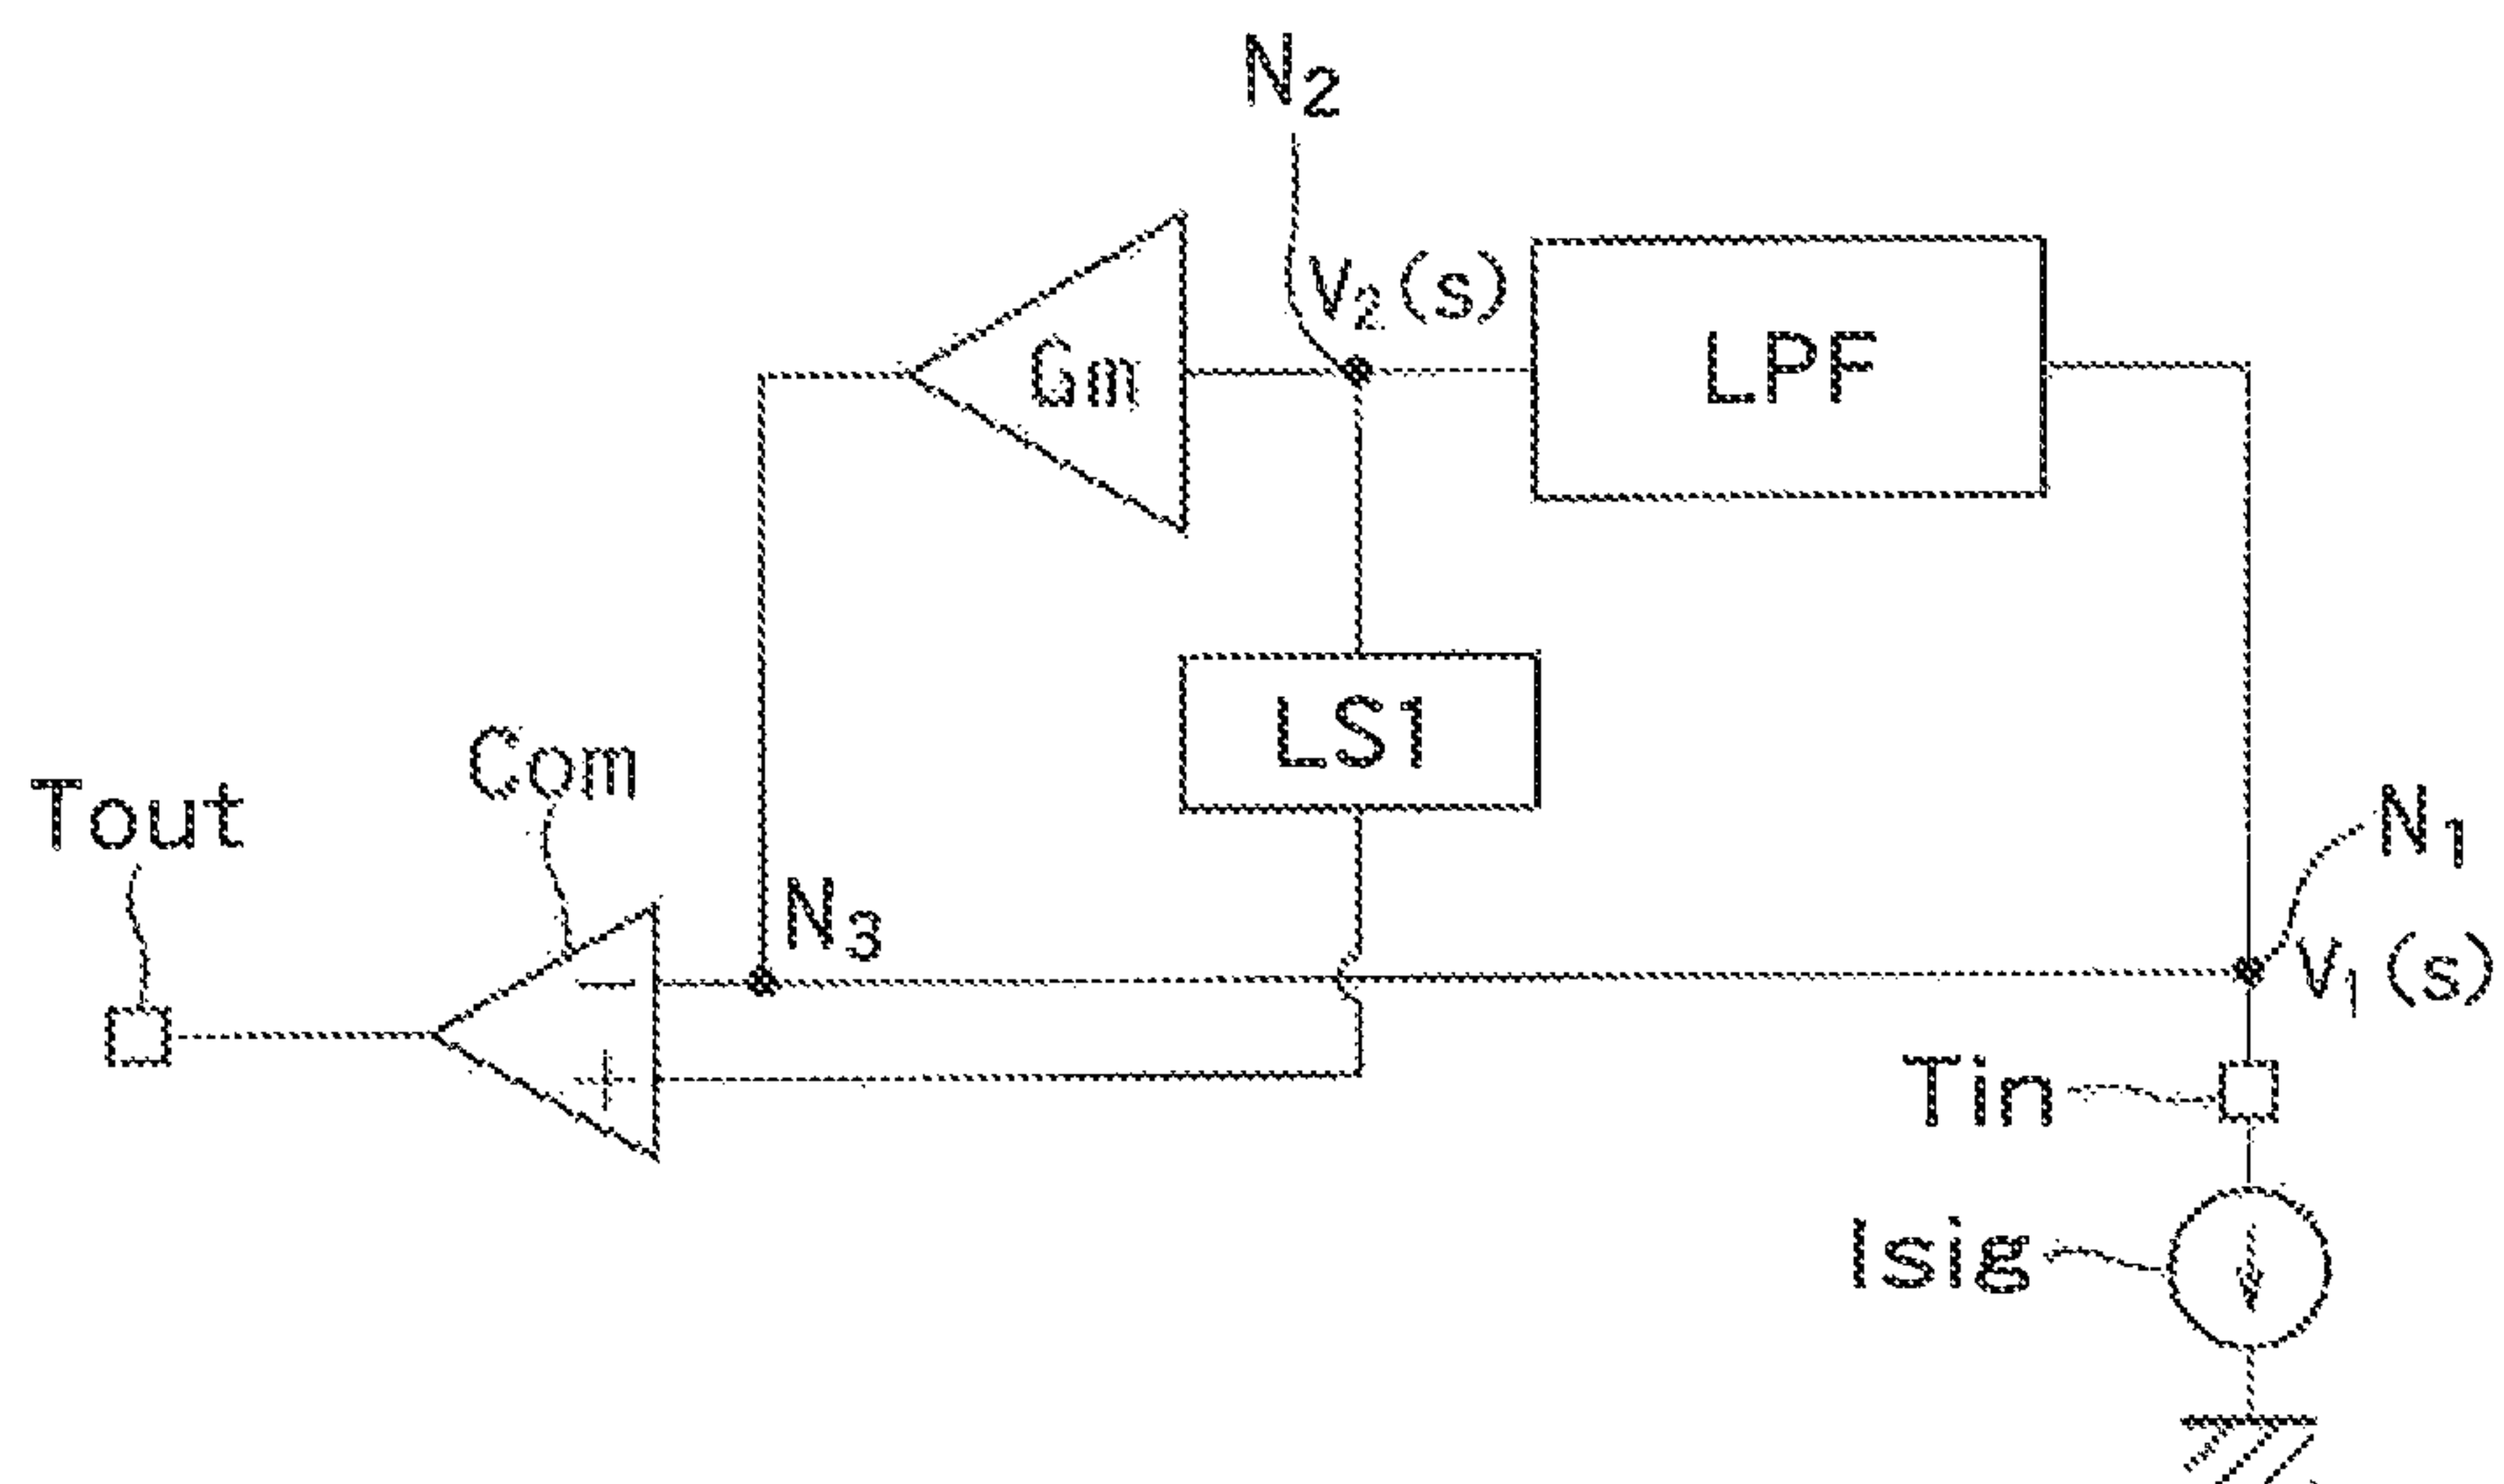 N2
V2(s)
Gm
LPF
LS1
Com
Tout
N1
N3
−
V1(s)
+
Tin
Isig